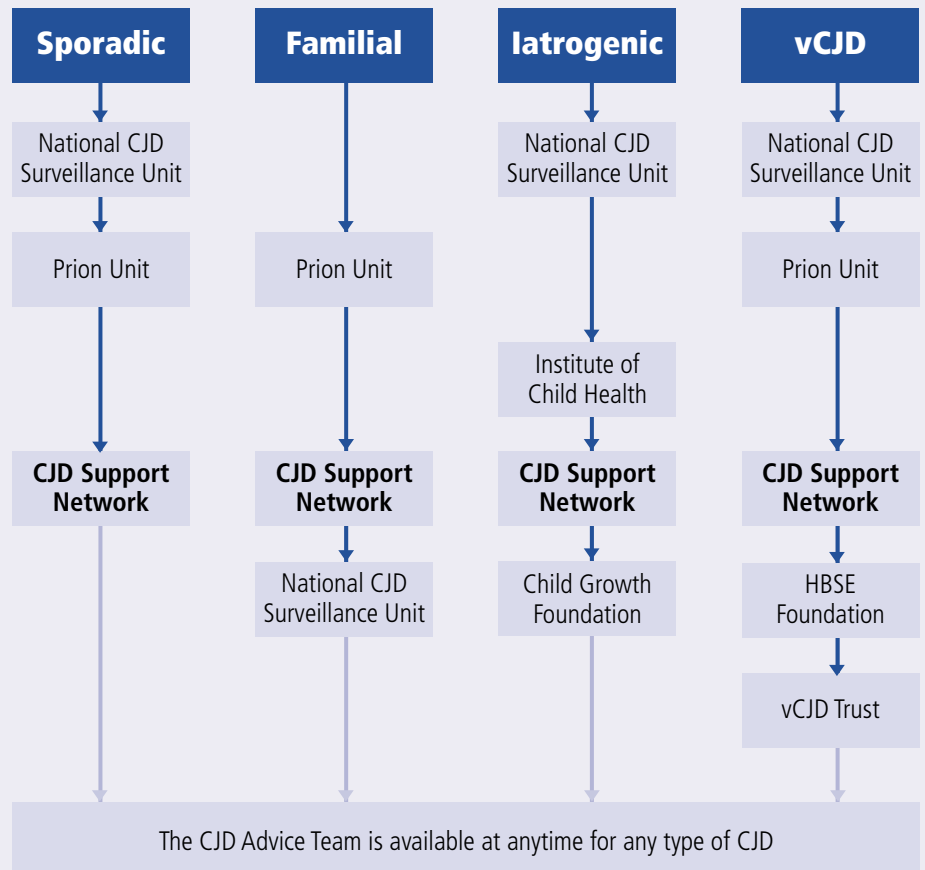 Sporadic
National CJD
Surveillance Unit
Prion Unit
CJD Support
Network
Familial
Prion Unit
CJD Support
Network
National CJD
Surveillance Unit
Iatrogenic
National CJD
Surveillance Unit
Institute of
Child Health
CJD Support
Network
Child Growth
Foundation
vCJD
National CJD
Surveillance Unit
Prion Unit
CJD Support
Network
HBSE
Foundation
vCJD Trust
The CJD Advice Team is available at anytime for any type of CJD